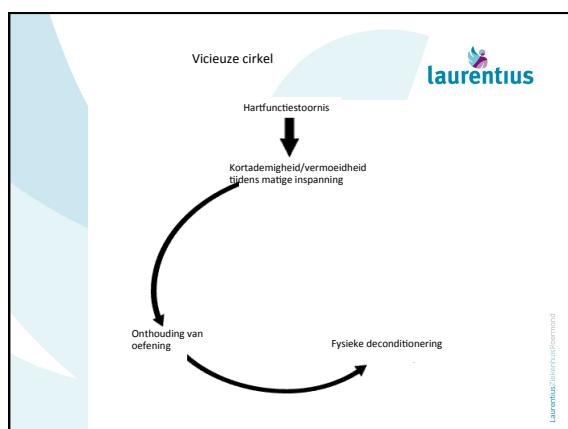 Vicieuze cirkel
laurentius
Hartfunctiestoornis
Kortademigheid/vermoeidheid
tijdens matige inspanning
Onthouding van
oefening
Fysieke deconditionering
LaurentiusZiekenhuisRoermond